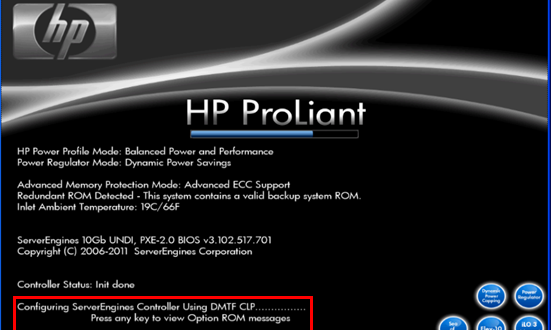 hp
HP ProLiant
HP Power Profile Mode: Balanced Power and Performance
Power Regulator Mode: Dynamic Power Savings
Advanced Memory Protection Mode: Advanced ECC Support
Redundant ROM Detected - This system contains a valid backup system ROM.
Inlet Ambient Temperature: 19C/66F
ServerEngines 10Gb UNDI, PXE-2.0 BIOS v3.102.517.701
Copyright (C) 2006-2011 ServerEngines Corporation
Controller Status: Init done
Configuring ServerEngines Controller Using DMTF CLP................
Press any key to view Option ROM messages
Dynamic
Power
Capping
Power
Regulator
Sea of
Flex-10
iLO 3